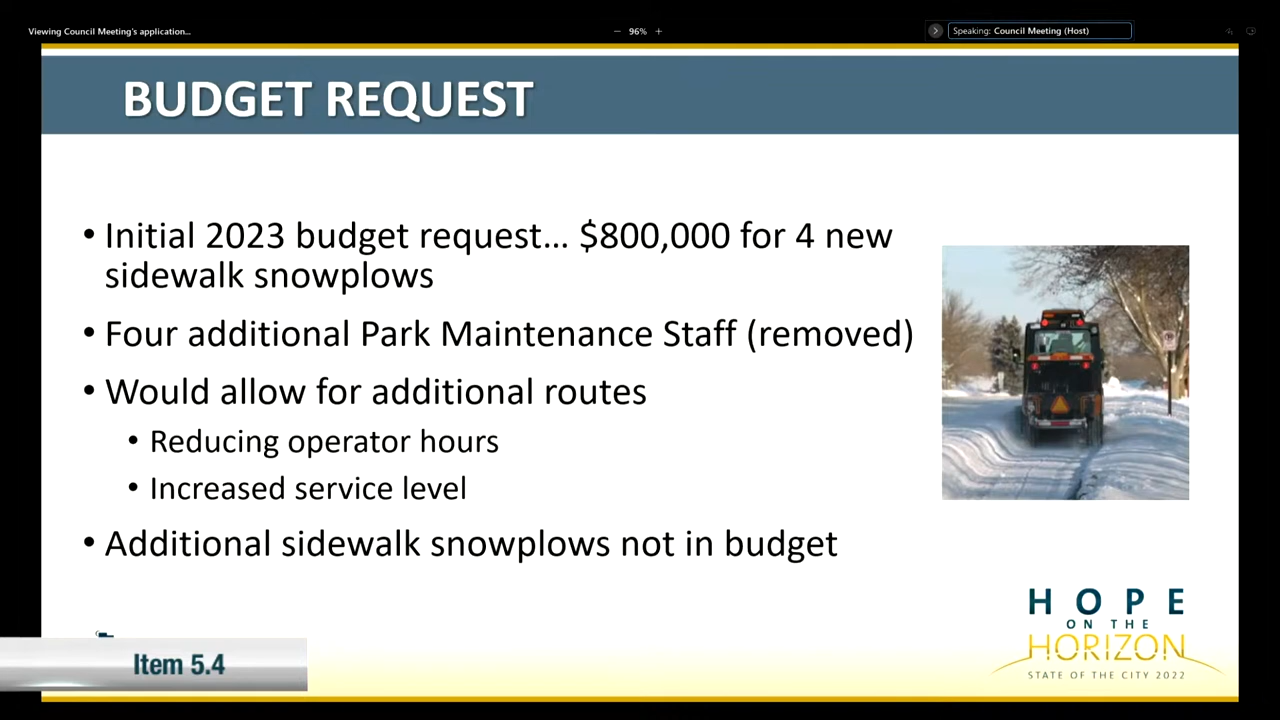 Viewing Council Meeting's application...
− 96% +
Speaking: Council Meeting (Host)
BUDGET REQUEST
• Initial 2023 budget request... $800,000 for 4 new
sidewalk snowplows
• Four additional Park Maintenance Staff (removed)
• Would allow for additional routes
• Reducing operator hours
• Increased service level
• Additional sidewalk snowplows not in budget
HOPE
ON THE
HORIZON
STATE OF THE CITY 2022
Item 5.4